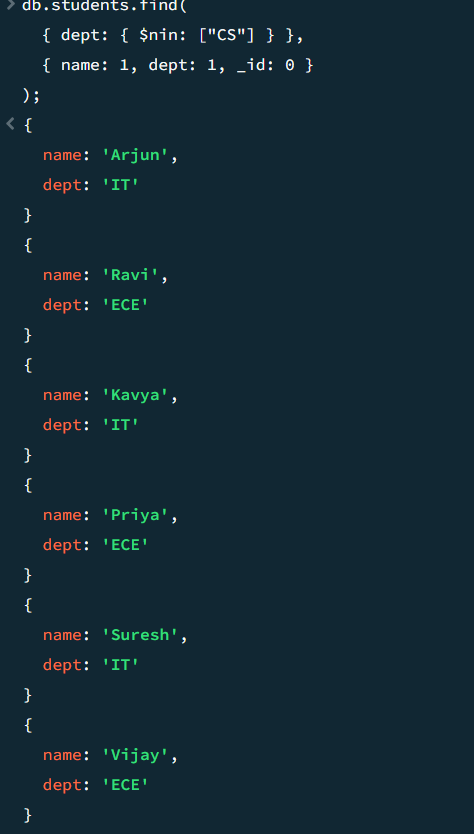 db.students.find(
{ dept: { $nin: ["CS"] } },
{ name: 1, dept: 1, _id: 0 }
);
{
name: 'Arjun',
dept: 'IT'
}
{
name: 'Ravi',
dept: 'ECE'
}
{
name: 'Kavya',
dept: 'IT'
}
{
name: 'Priya',
dept: 'ECE'
}
{
name: 'Suresh',
dept: 'IT'
}
{
name: 'Vijay',
dept: 'ECE'
}